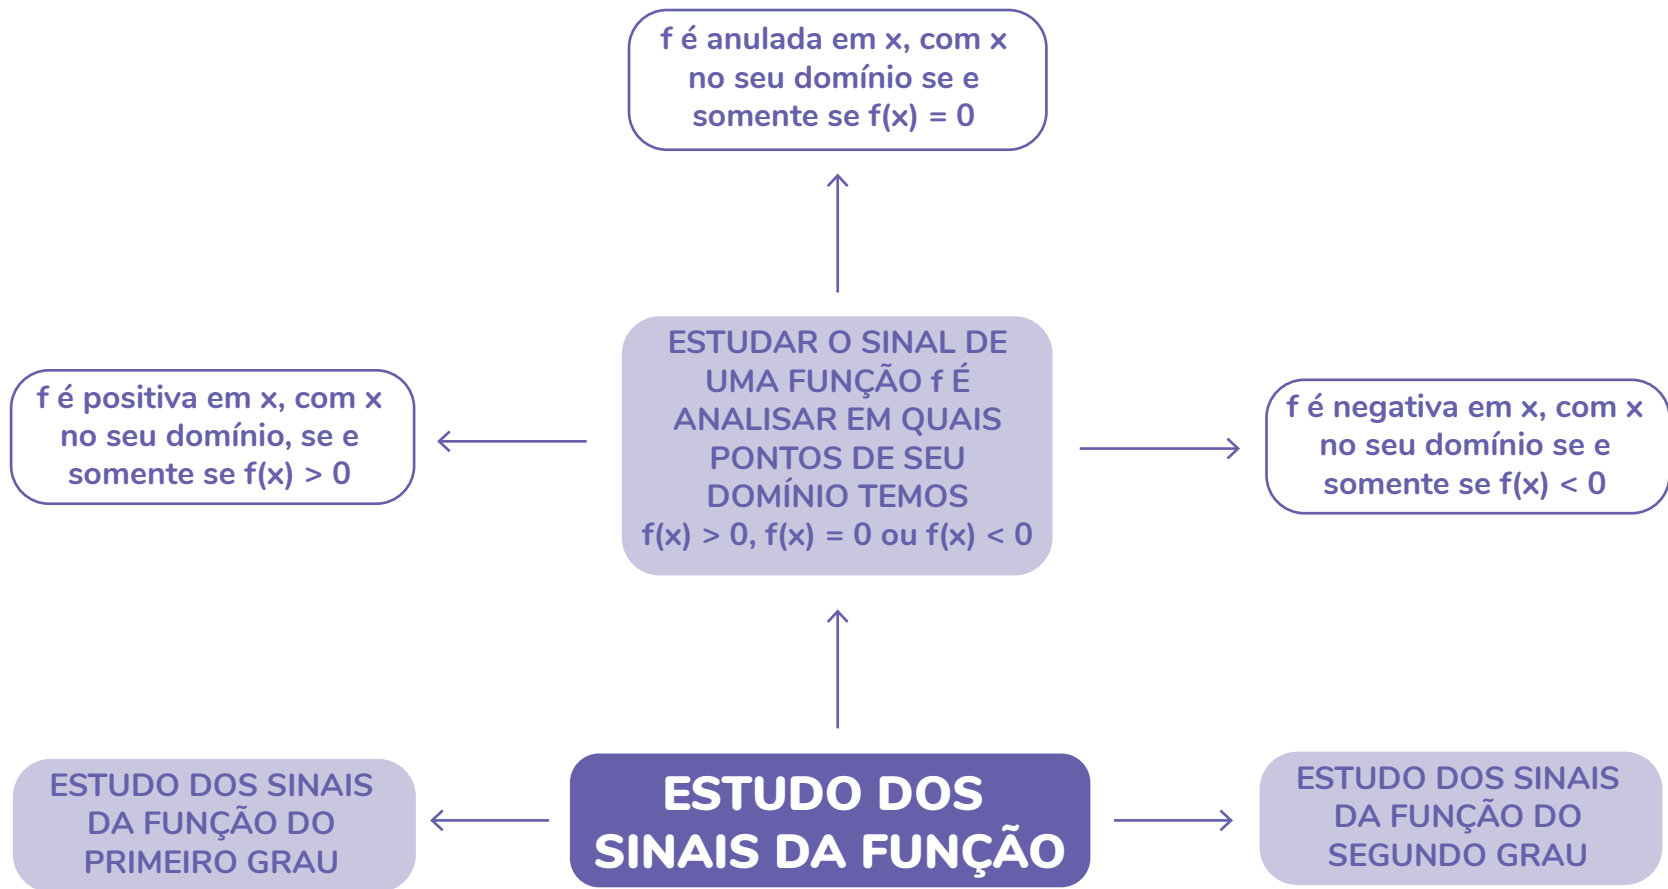 f é anulada em x, com x
no seu domínio se e
somente se f(x) = 0
ESTUDAR O SINAL DE
UMA FUNÇÃO f É
ANALISAR EM QUAIS
PONTOS DE SEU
DOMÍNIO TEMOS
f(x) > 0, f(x) = 0 ou f(x) < 0
f é positiva em x, com x
no seu domínio, se e
somente se f(x) > 0
f é negativa em x, com x
no seu domínio se e
somente se f(x) < 0
ESTUDO DOS SINAIS
DA FUNÇÃO DO
PRIMEIRO GRAU
ESTUDO DOS
SINAIS DA FUNÇÃO
ESTUDO DOS SINAIS
DA FUNÇÃO DO
SEGUNDO GRAU